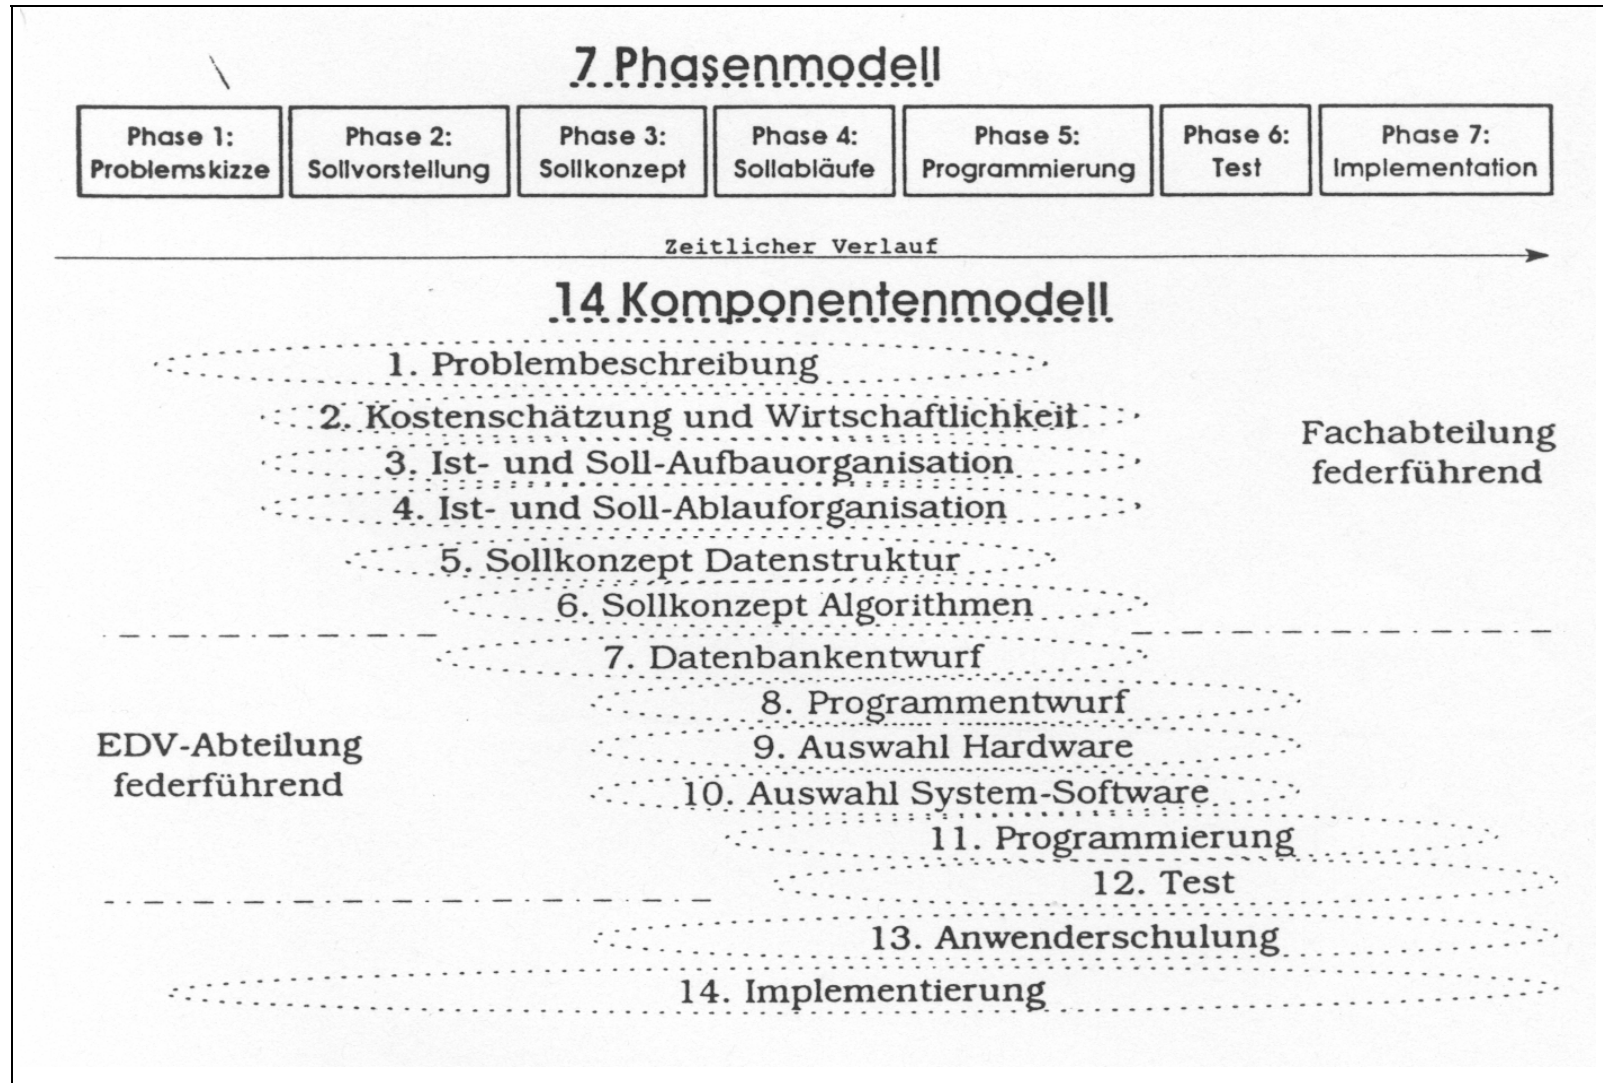 7 Phasenmodell
Phase 1:
Problemskizze
Phase 2:
Sollvorstellung
Phase 3:
Sollkonzept
Phase 4:
Sollabläufe
Phase 5:
Programmierung
Phase 6:
Test
Phase 7:
Implementation
Zeitlicher Verlauf
14 Komponentenmodell
1. Problembeschreibung
2. Kostenschätzung und Wirtschaftlichkeit
3. Ist- und Soll-Aufbauorganisation
4. Ist- und Soll-Ablauforganisation
Fachabteilung
federführend
5. Sollkonzept Datenstruktur
6. Sollkonzept Algorithmen
7. Datenbankentwurf
8. Programmentwurf
9. Auswahl Hardware
10. Auswahl System-Software
EDV-Abteilung
federführend
11. Programmierung
12. Test
13. Anwenderschulung
14. Implementierung